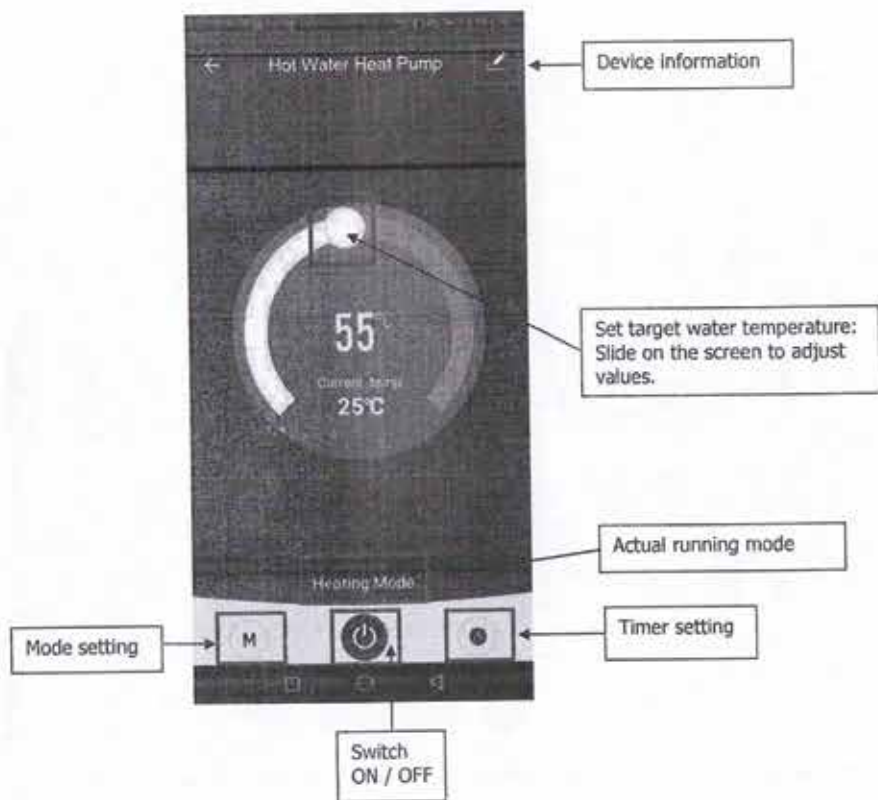 Hot Water Heat Pump
Device information
55
Current temp
25°C
Set target water temperature:
Slide on the screen to adjust
values.
Actual running mode
Heating Mode
Mode setting
M
Timer setting
Switch
ON / OFF